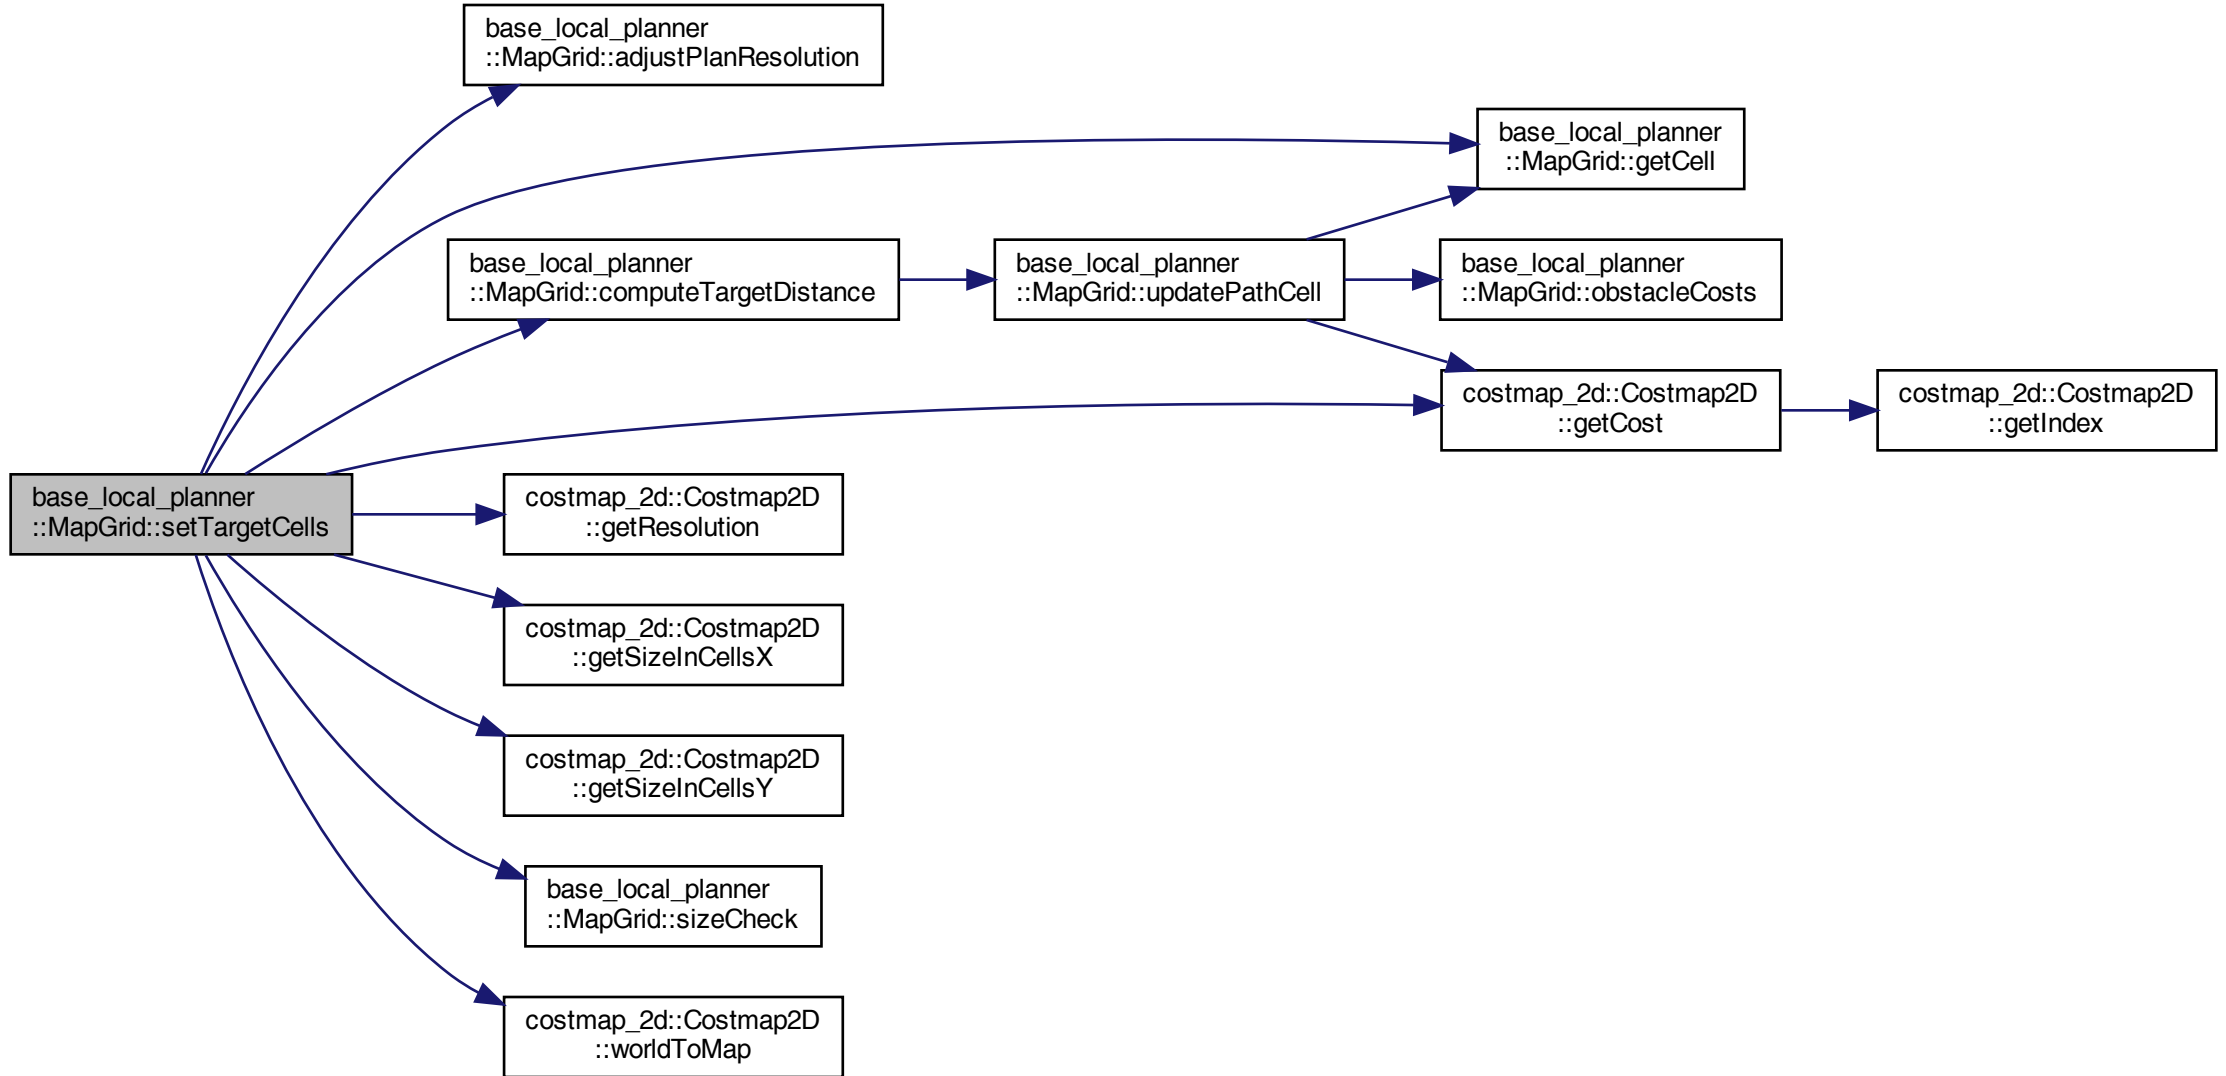 base_local_planner
::MapGrid::adjustPlanResolution
base_local_planner
::MapGrid::getCell
base_local_planner
::MapGrid::computeTargetDistance
base_local_planner
::MapGrid::updatePathCell
base_local_planner
::MapGrid::obstacleCosts
costmap_2d::Costmap2D
::getCost
costmap_2d::Costmap2D
::getIndex
base_local_planner
::MapGrid::setTargetCells
costmap_2d::Costmap2D
::getResolution
costmap_2d::Costmap2D
::getSizeInCellsX
costmap_2d::Costmap2D
::getSizeInCellsY
base_local_planner
::MapGrid::sizeCheck
costmap_2d::Costmap2D
::worldToMap